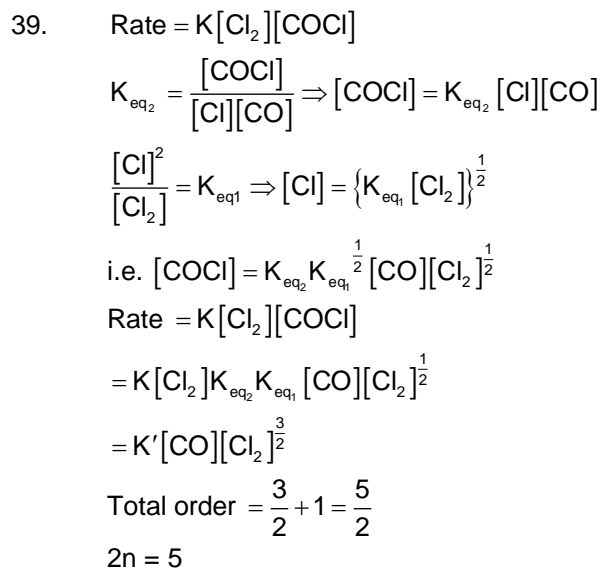 39. Rate = K[Cl₂][COCl]
K_eq₂ = [COCl] / [Cl][CO] ⇒ [COCl] = K_eq₂ [Cl][CO]
[Cl]² / [Cl₂] = K_eq1 ⇒ [Cl] = {K_eq₁ [Cl₂]}^(1/2)
i.e. [COCl] = K_eq₂ K_eq₁^(1/2) [CO][Cl₂]^(1/2)
Rate = K[Cl₂][COCl]
= K[Cl₂]K_eq₂ K_eq₁ [CO][Cl₂]^(1/2)
= K′[CO][Cl₂]^(3/2)
Total order = 3/2 + 1 = 5/2
2n = 5